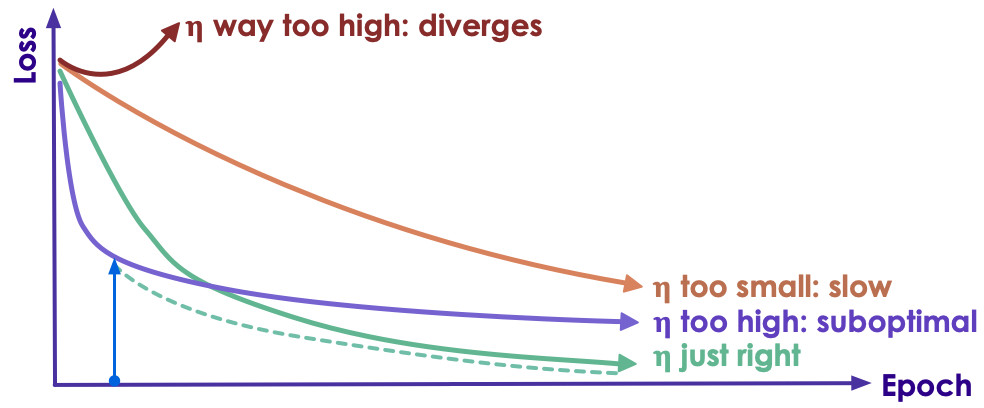 Loss
η way too high: diverges
η too small: slow
η too high: suboptimal
η just right
Epoch